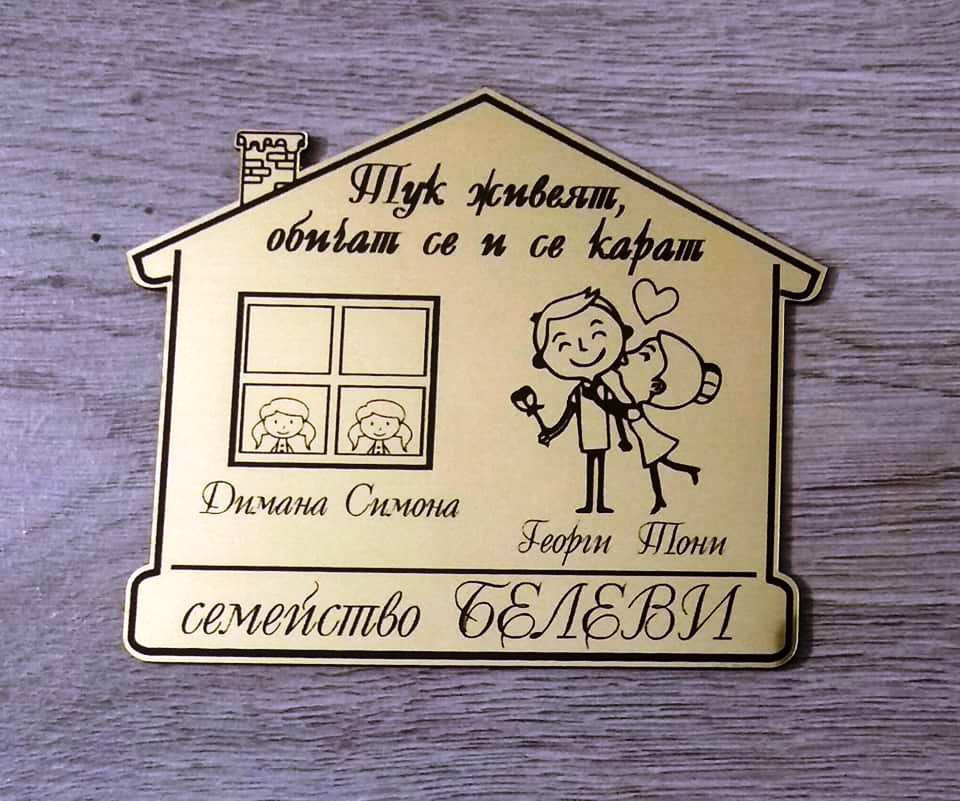 Тук живеят,
обичат се и се карат
Димана Симона
Георги Тони
семейство БЕЛЕВИ